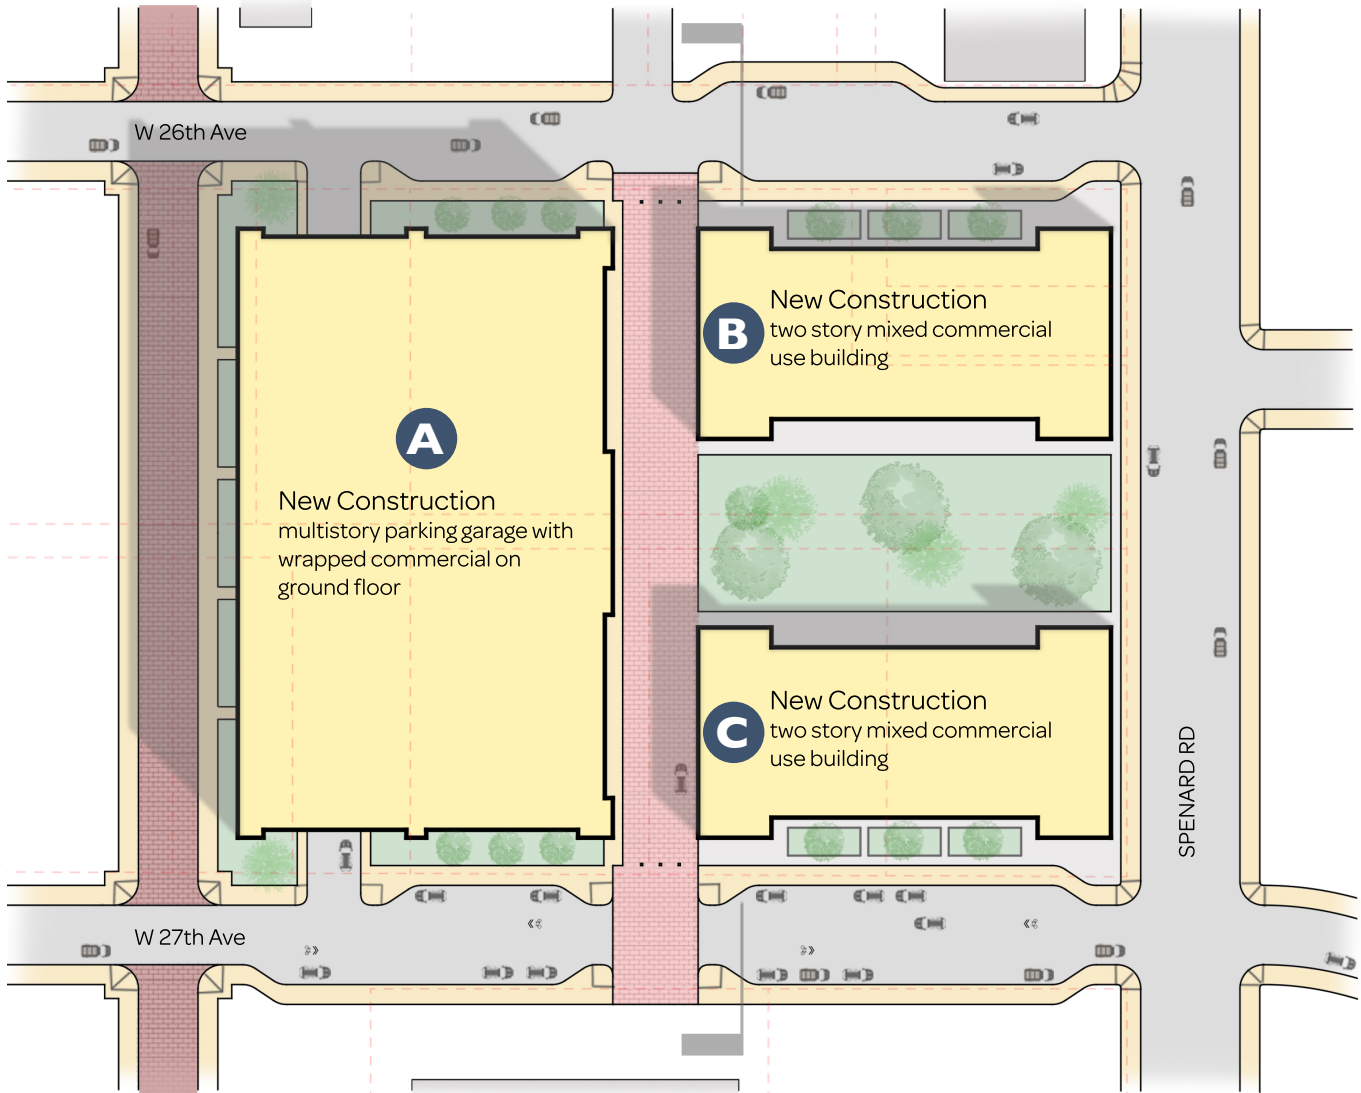 W 26th Ave
B
New Construction
two story mixed commercial
use building
A
New Construction
multistory parking garage with
wrapped commercial on
ground floor
C
New Construction
two story mixed commercial
use building
SPENARD RD
W 27th Ave